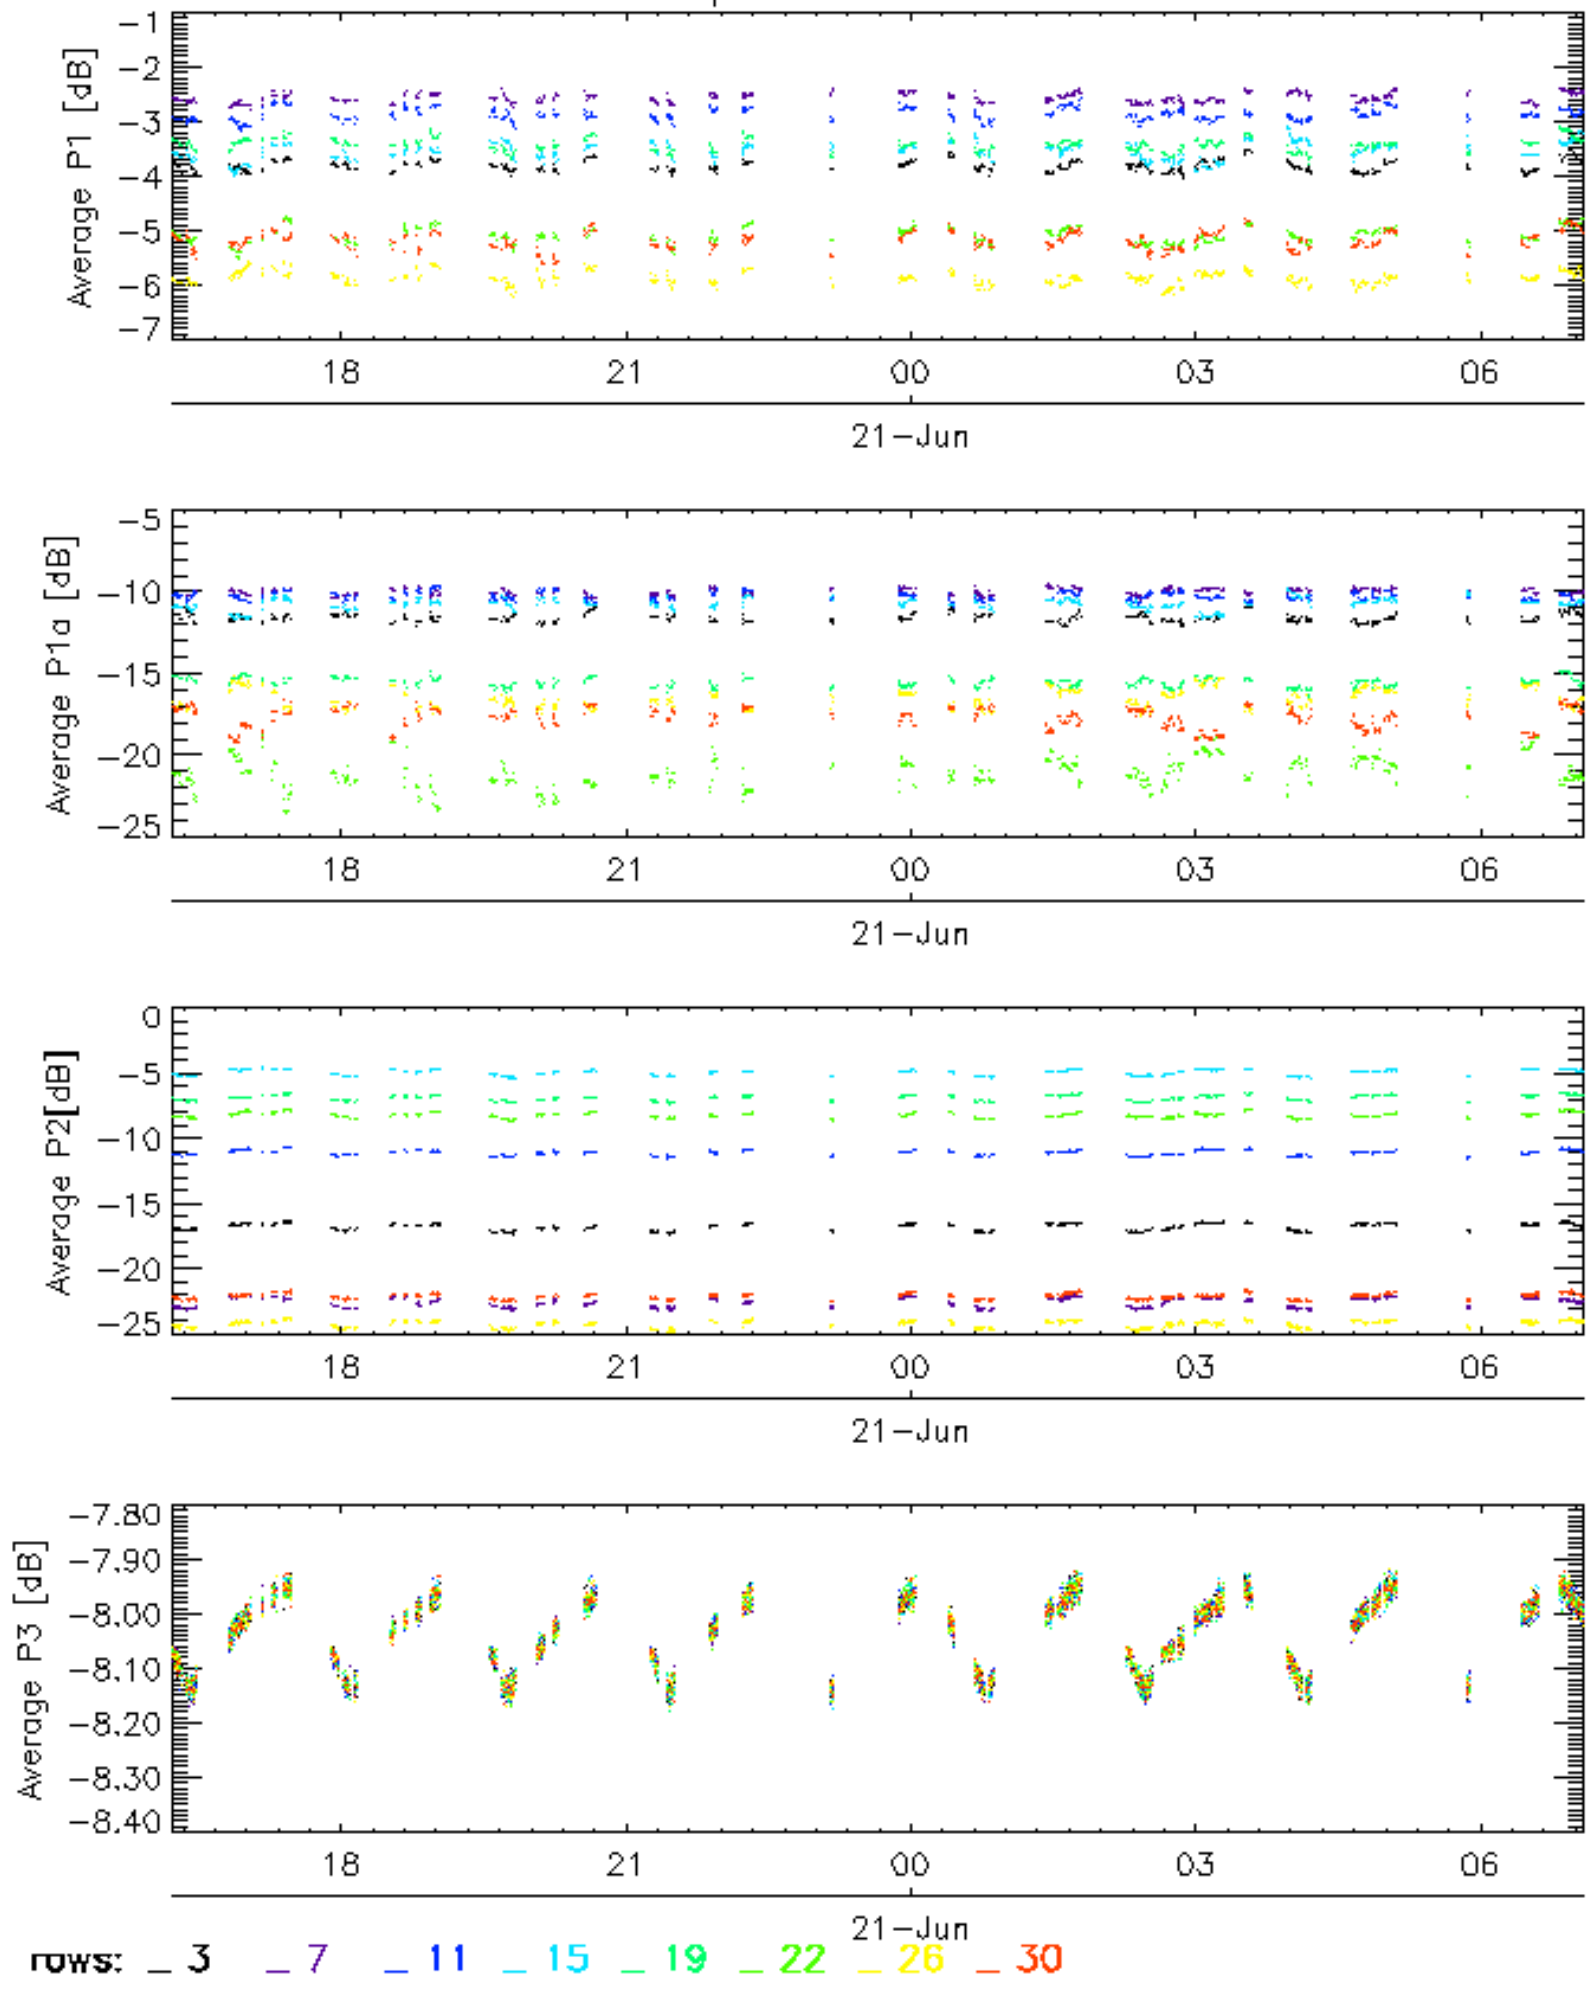 Average P1 [dB]
-1
-2
-3
-4
-5
-6
-7
18 21 00 03 06
21-Jun
Average P1a [dB]
-5
-10
-15
-20
-25
18 21 00 03 06
21-Jun
Average P2[dB]
0
-5
-10
-15
-20
-25
18 21 00 03 06
21-Jun
Average P3 [dB]
-7.80
-7.90
-8.00
-8.10
-8.20
-8.30
-8.40
18 21 00 03 06
21-Jun
rows: _ 3 _ 7 _ 11 _ 15 _ 19 _ 22 _ 26 _ 30